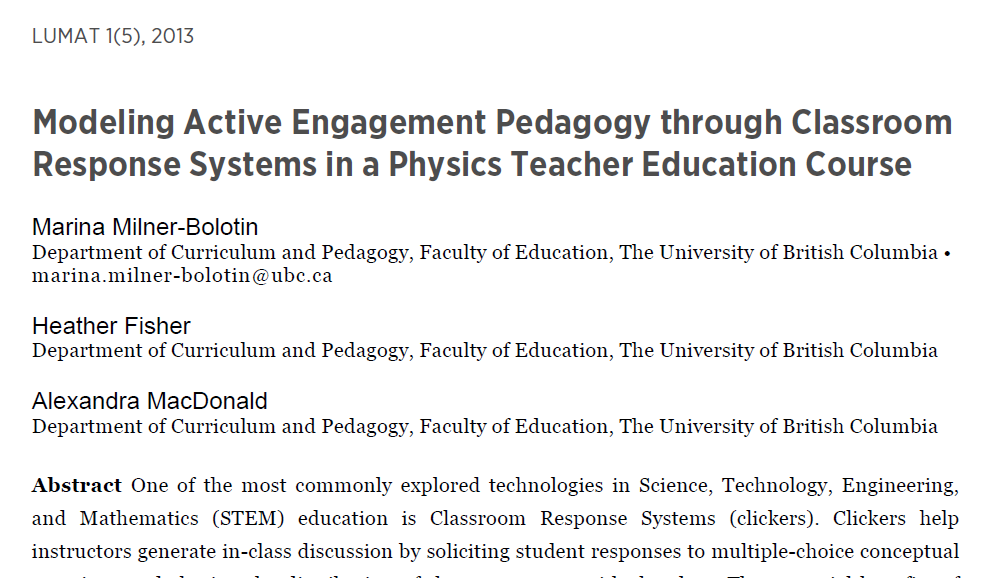 LUMAT 1(5), 2013
Modeling Active Engagement Pedagogy through Classroom
Response Systems in a Physics Teacher Education Course
Marina Milner-Bolotin
Department of Curriculum and Pedagogy, Faculty of Education, The University of British Columbia •
marina.milner-bolotin@ubc.ca
Heather Fisher
Department of Curriculum and Pedagogy, Faculty of Education, The University of British Columbia
Alexandra MacDonald
Department of Curriculum and Pedagogy, Faculty of Education, The University of British Columbia
Abstract One of the most commonly explored technologies in Science, Technology, Engineering,
and Mathematics (STEM) education is Classroom Response Systems (clickers). Clickers help
instructors generate in-class discussion by soliciting student responses to multiple-choice conceptual